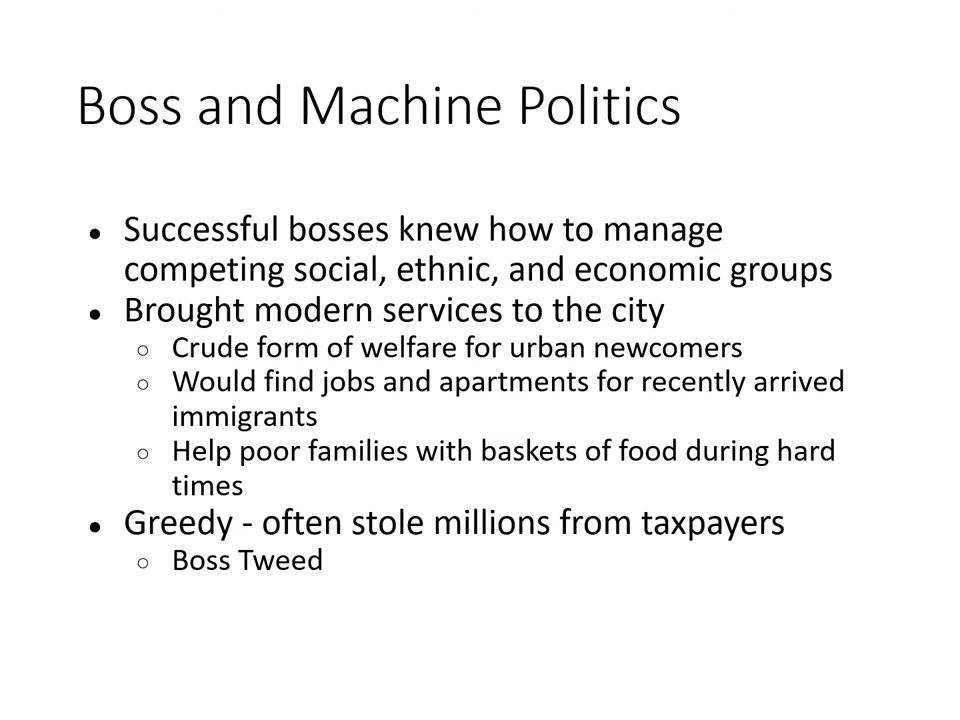 Boss and Machine Politics
● Successful bosses knew how to manage
competing social, ethnic, and economic groups
● Brought modern services to the city
○ Crude form of welfare for urban newcomers
○ Would find jobs and apartments for recently arrived
immigrants
○ Help poor families with baskets of food during hard
times
● Greedy - often stole millions from taxpayers
○ Boss Tweed